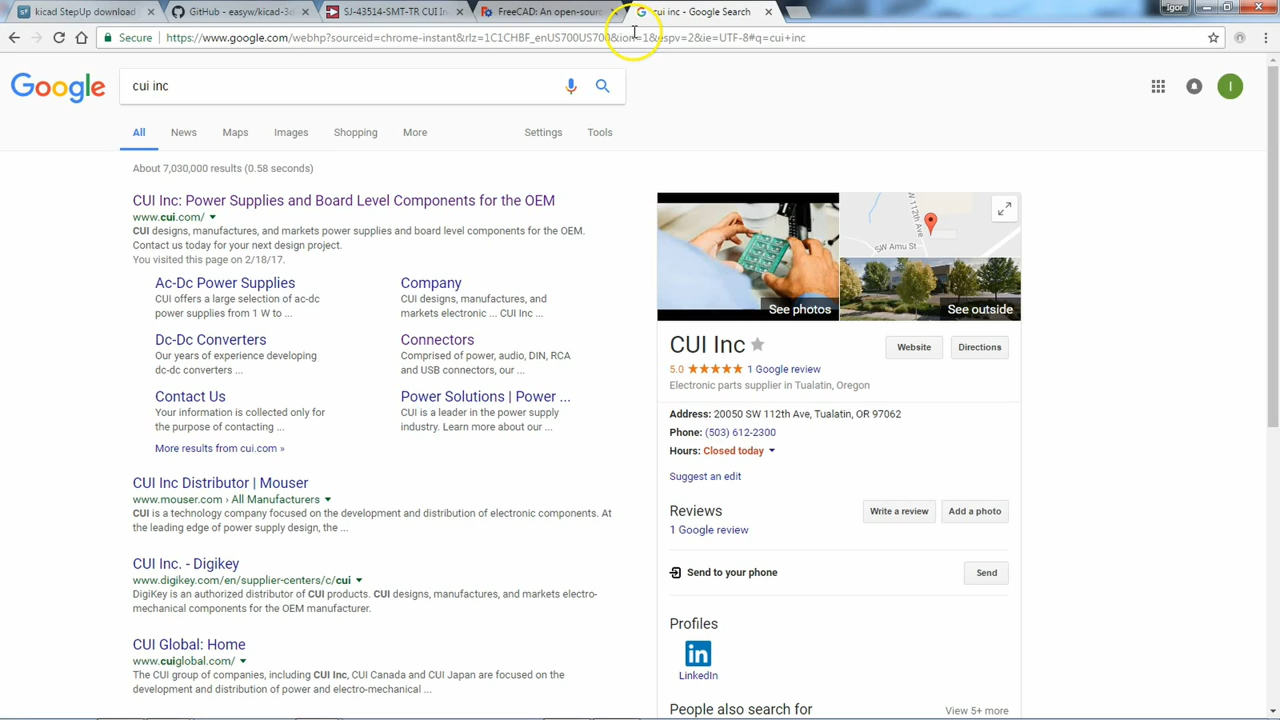 kicad StepUp download
GitHub - easyw/kicad-3d
SJ-43514-SMT-TR CUI In
FreeCAD: An open-sourc
cui inc - Google Search
igor
Secure
https://www.google.com/webhp?sourceid=chrome-instant&rlz=1C1CHBF_enUS700US700&ion=1&espv=2&ie=UTF-8#q=cui+inc
Google
cui inc
I
All News Maps Images Shopping More Settings Tools
About 7,030,000 results (0.58 seconds)
CUI Inc: Power Supplies and Board Level Components for the OEM
www.cui.com/
CUI designs, manufactures, and markets power supplies and board level components for the OEM.
Contact us today for your next design project.
You visited this page on 2/18/17.
Ac-Dc Power Supplies
CUI offers a large selection of ac-dc
power supplies from 1 W to ...
Company
CUI designs, manufactures, and
markets electronic ... CUI Inc ...
Dc-Dc Converters
Our years of experience developing
dc-dc converters ...
Connectors
Comprised of power, audio, DIN, RCA
and USB connectors, our ...
Contact Us
Your information is collected only for
the purpose of contacting ...
Power Solutions | Power ...
CUI is a leader in the power supply
industry. Learn more about our ...
More results from cui.com »
CUI Inc Distributor | Mouser
www.mouser.com › All Manufacturers
CUI is a technology company focused on the development and distribution of electronic components. At
the leading edge of power supply design, the ...
CUI Inc. - Digikey
www.digikey.com/en/supplier-centers/c/cui
DigiKey is an authorized distributor of CUI products. CUI designs, manufactures, and markets electro-
mechanical components for the OEM manufacturer.
CUI Global: Home
www.cuiglobal.com/
The CUI group of companies, including CUI Inc, CUI Canada and CUI Japan, are focused on the
development and distribution of power and electro-mechanical ...
See photos
SW 112th Ave
SW Amu St
See outside
CUI Inc
Website
Directions
5.0 1 Google review
Electronic parts supplier in Tualatin, Oregon
Address: 20050 SW 112th Ave, Tualatin, OR 97062
Phone: (503) 612-2300
Hours: Closed today
Suggest an edit
Reviews
Write a review
Add a photo
1 Google review
Send to your phone
Send
Profiles
in
LinkedIn
People also search for
View 5+ more